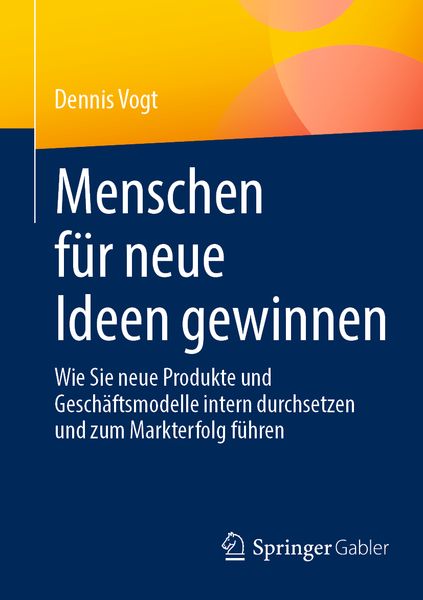 Dennis Vogt
Menschen
für neue
Ideen gewinnen
Wie Sie neue Produkte und
Geschäftsmodelle intern durchsetzen
und zum Markterfolg führen
Springer Gabler